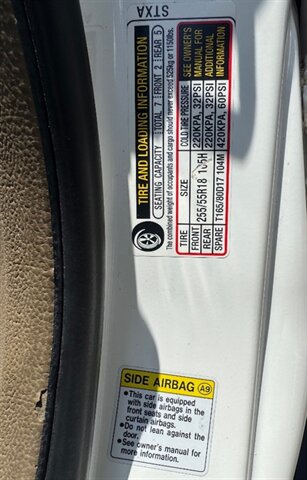 STXA
TIRE AND LOADING INFORMATION
SEATING CAPACITY TOTAL 7 FRONT 2 REAR 5
The combined weight of occupants and cargo should never exceed 525kg or 1150lbs.
TIRE SIZE COLD TIRE PRESSURE SEE OWNER'S MANUAL FOR ADDITIONAL INFORMATION
FRONT 255/55R18 105H 220KPA, 32PSI
REAR 220KPA, 32PSI
SPARE T165/80D17 104M 420KPA, 60PSI
SIDE AIRBAG A9
•This car is equipped
with side airbags in the
front seats and side
curtain airbags.
•Do not lean against the
door.
•See owner's manual for
more information.